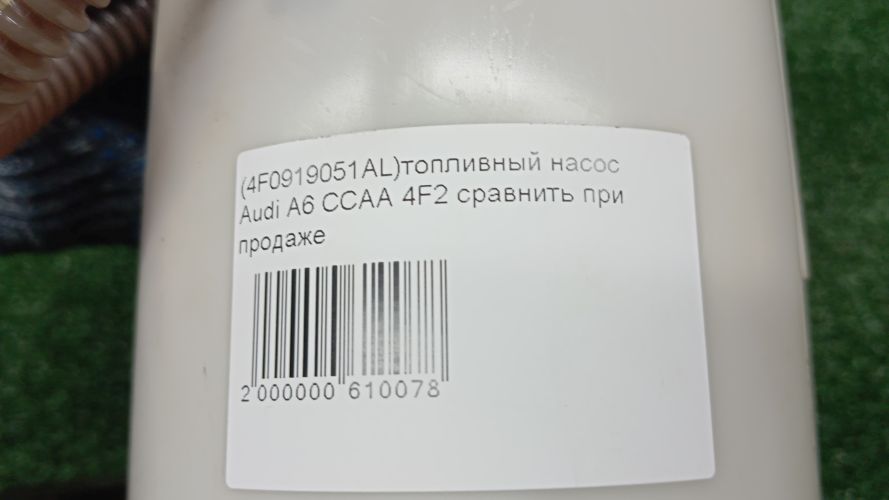 (4F0919051AL)топливный насос
Audi A6 CCAA 4F2 сравнить при
продаже
2 000000 610078